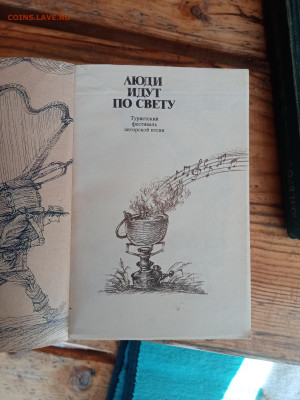 COINS.LAVE.RU
ЛЮДИ
ИДУТ
ПО СВЕТУ
Туристский
фестиваль
авторской песни